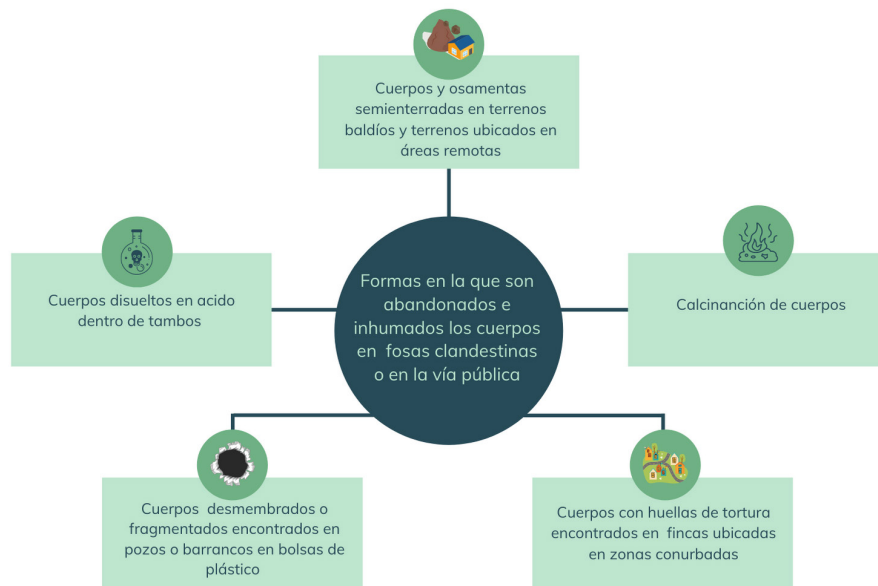 Cuerpos y osamentas
semienterradas en terrenos
baldíos y terrenos ubicados en
áreas remotas
Cuerpos disueltos en acido
dentro de tambos
Formas en la que son
abandonados e
inhumados los cuerpos
en fosas clandestinas
o en la vía pública
Calcinanción de cuerpos
Cuerpos desmembrados o
fragmentados encontrados en
pozos o barrancos en bolsas de
plástico
Cuerpos con huellas de tortura
encontrados en fincas ubicadas
en zonas conurbadas